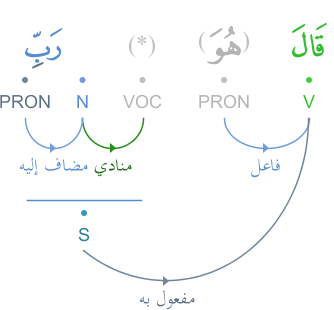 قَالَ (هُوَ) (*) رَبِّ
V PRON VOC N PRON
فاعل منادي مضاف إليه
S
مفعول به